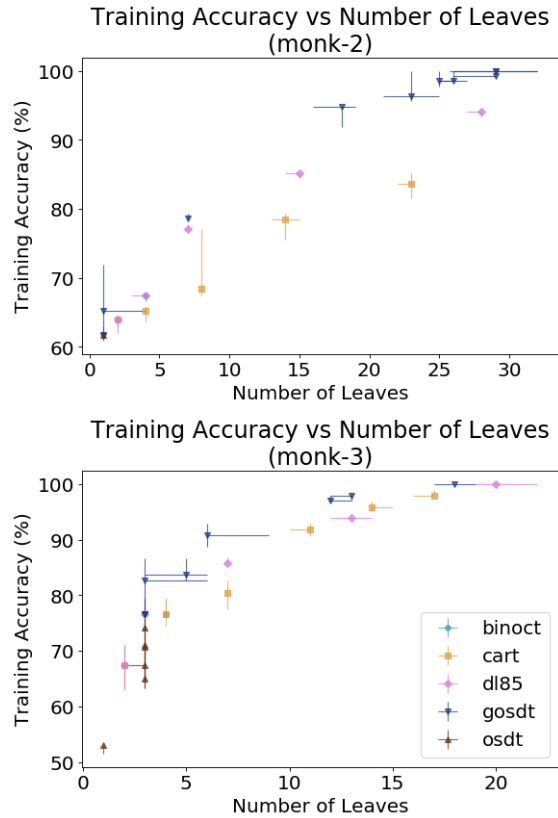 Training Accuracy vs Number of Leaves
(monk-2)
Training Accuracy (%)
100
90
80
70
60
0 5 10 15 20 25 30
Number of Leaves
Training Accuracy vs Number of Leaves
(monk-3)
Training Accuracy (%)
100
90
80
70
60
50
binoct
cart
dl85
gosdt
osdt
0 5 10 15 20
Number of Leaves